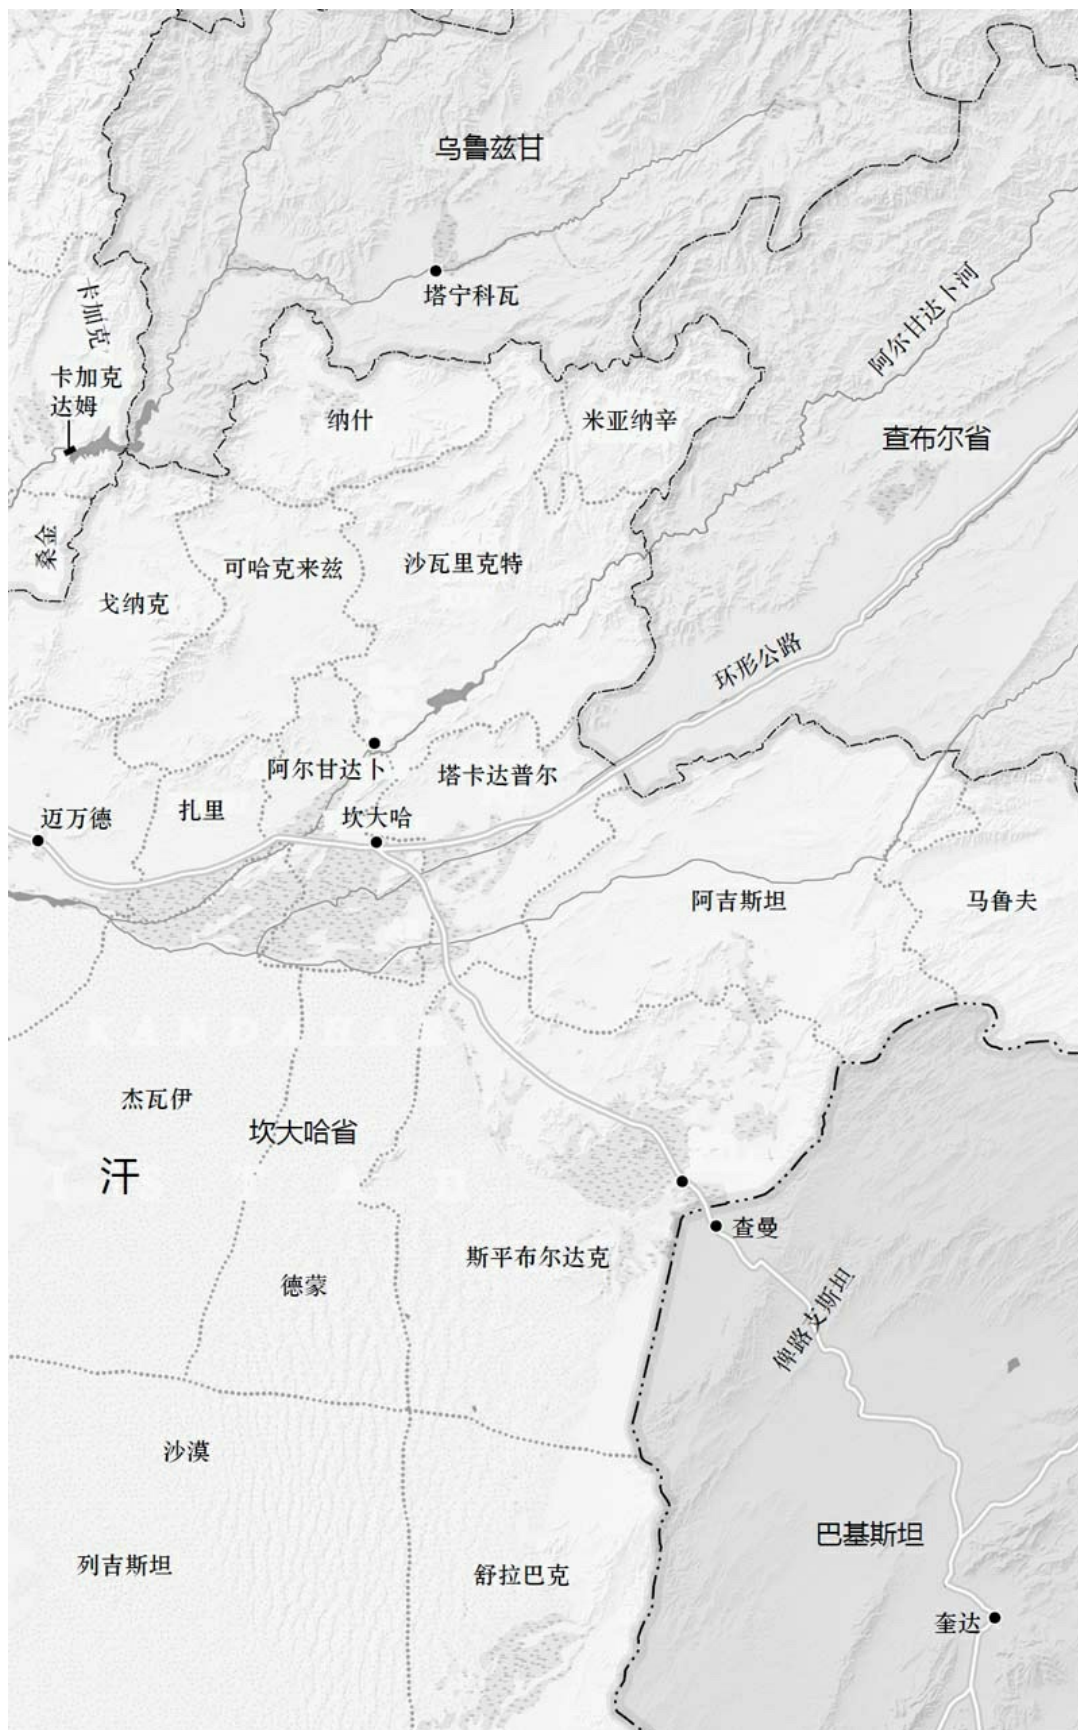 乌鲁兹甘
塔宁科瓦
阿尔甘达卜河
卡加克
卡加克
达姆
纳什
米亚纳辛
查布尔省
桑金
戈纳克
可哈克来兹
沙瓦里克特
环形公路
阿尔甘达卜
塔卡达普尔
迈万德
扎里
坎大哈
阿吉斯坦
马鲁夫
杰瓦伊
坎大哈省
汗
查曼
斯平布尔达克
德蒙
俾路支斯坦
沙漠
巴基斯坦
列吉斯坦
舒拉巴克
奎达